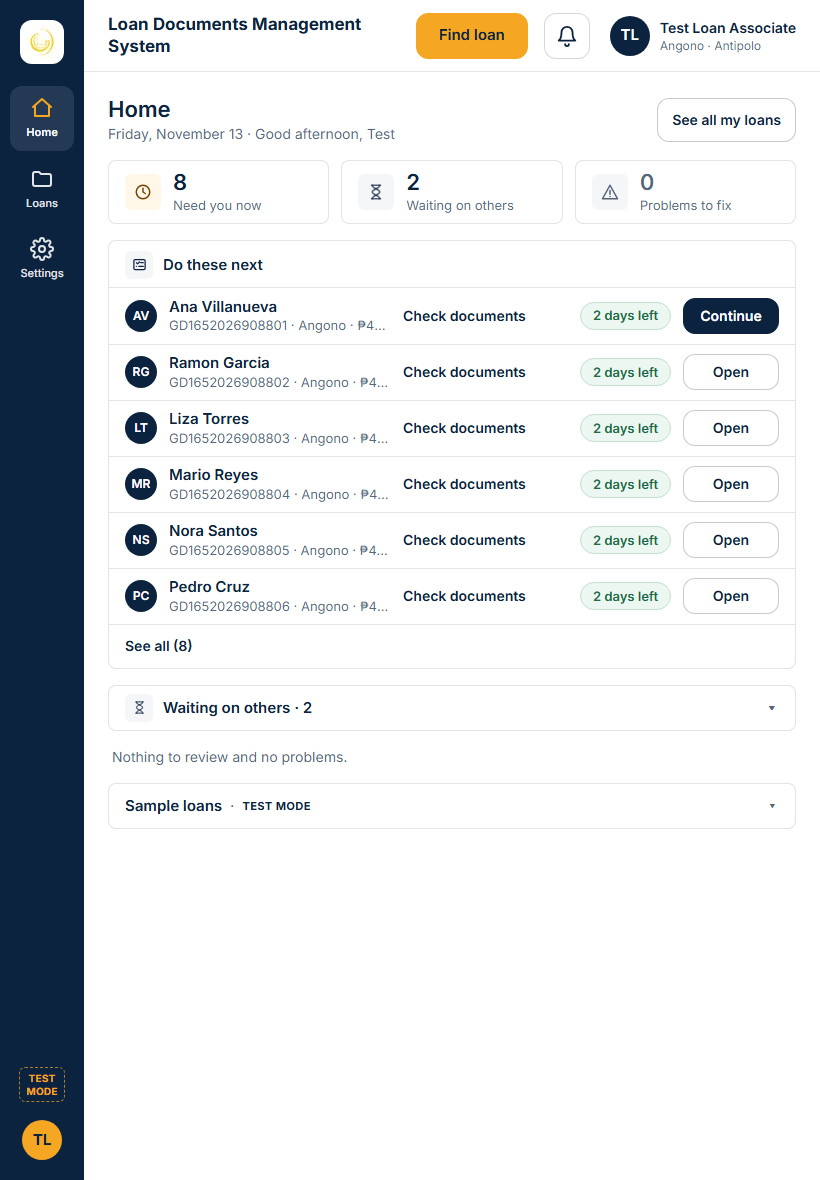 Loan Documents Management
System
Find loan
TL
Test Loan Associate
Angono · Antipolo
Home
Loans
Settings
TEST
MODE
TL
Home
Friday, November 13 · Good afternoon, Test
See all my loans
8
Need you now
2
Waiting on others
0
Problems to fix
Do these next
AV
Ana Villanueva
GD1652026908801 · Angono · ₱4...
Check documents
2 days left
Continue
RG
Ramon Garcia
GD1652026908802 · Angono · ₱4...
Check documents
2 days left
Open
LT
Liza Torres
GD1652026908803 · Angono · ₱4...
Check documents
2 days left
Open
MR
Mario Reyes
GD1652026908804 · Angono · ₱4...
Check documents
2 days left
Open
NS
Nora Santos
GD1652026908805 · Angono · ₱4...
Check documents
2 days left
Open
PC
Pedro Cruz
GD1652026908806 · Angono · ₱4...
Check documents
2 days left
Open
See all (8)
Waiting on others · 2
Nothing to review and no problems.
Sample loans · TEST MODE